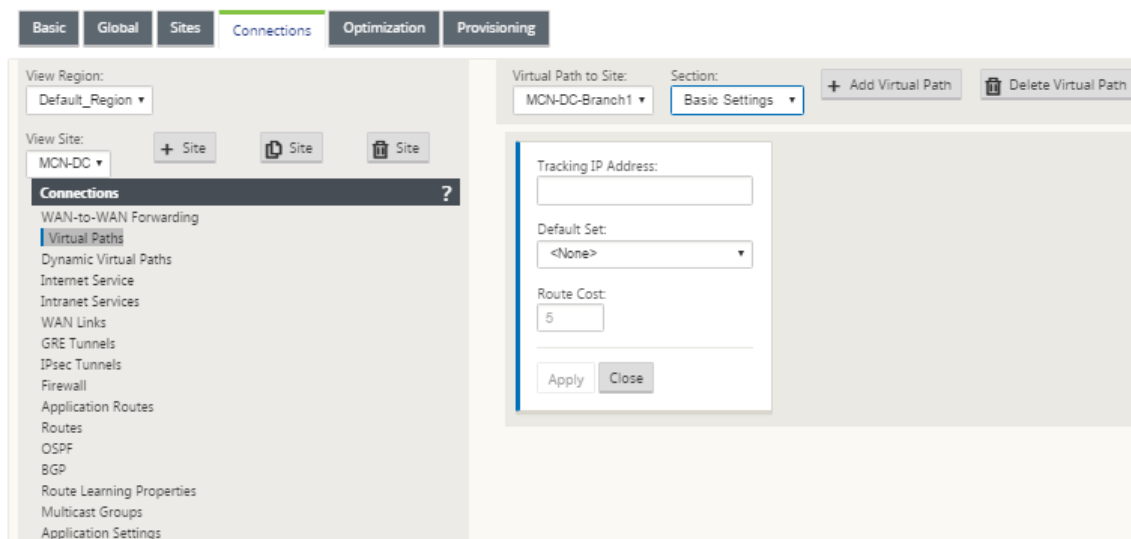 Basic Global Sites Connections Optimization Provisioning
View Region:
Default_Region
View Site:
MCN-DC
+ Site
Site
Site
Connections ?
WAN-to-WAN Forwarding
Virtual Paths
Dynamic Virtual Paths
Internet Service
Intranet Services
WAN Links
GRE Tunnels
IPsec Tunnels
Firewall
Application Routes
Routes
OSPF
BGP
Route Learning Properties
Multicast Groups
Application Settings
Virtual Path to Site:
MCN-DC-Branch1
Section:
Basic Settings
+ Add Virtual Path
Delete Virtual Path
Tracking IP Address:
Default Set:
<None>
Route Cost:
5
Apply Close